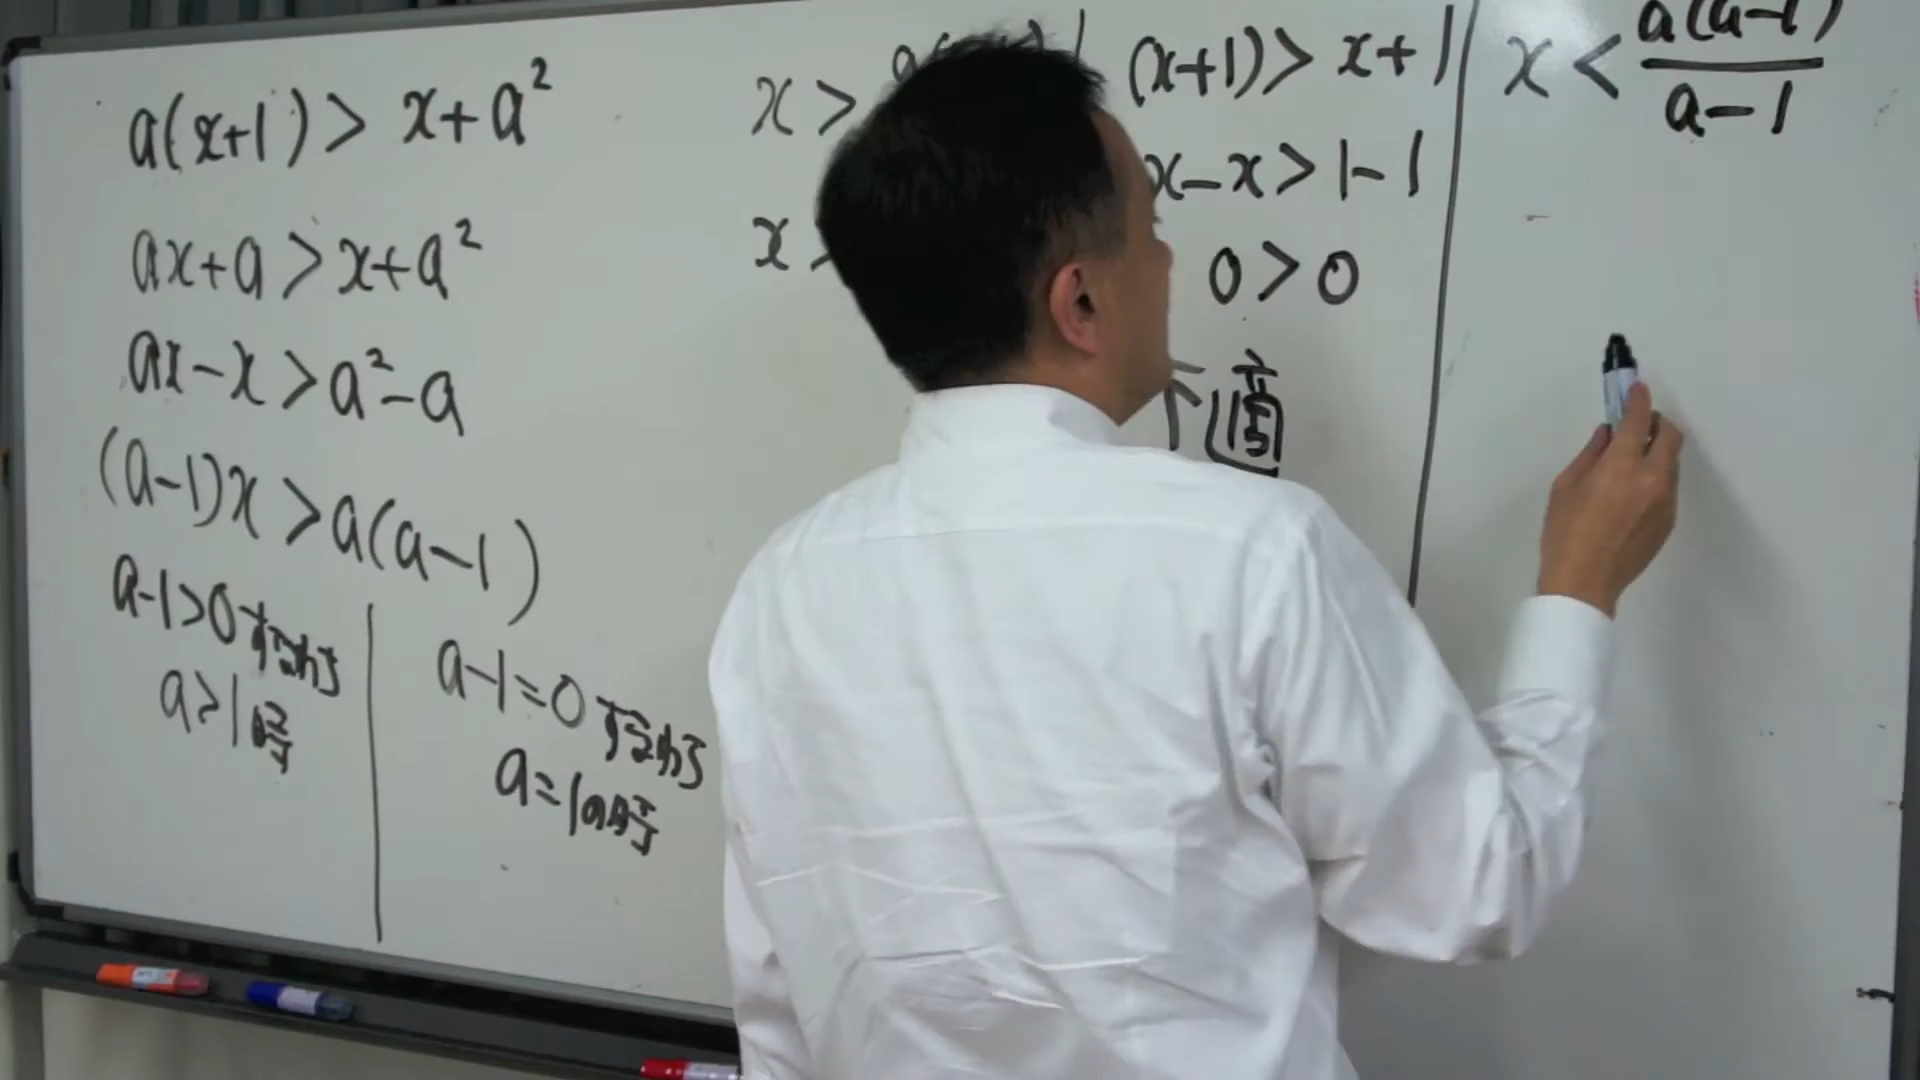 a(x+1) > x+a²
ax+a > x+a²
ax-x > a²-a
(a-1)x > a(a-1)
a-1>0すなわち
a>1時
a-1=0すなわち
a=1の時
x >
x >
(x+1) > x+1
x-x > 1-1
0 > 0
不適
x < a(a-1)/a-1